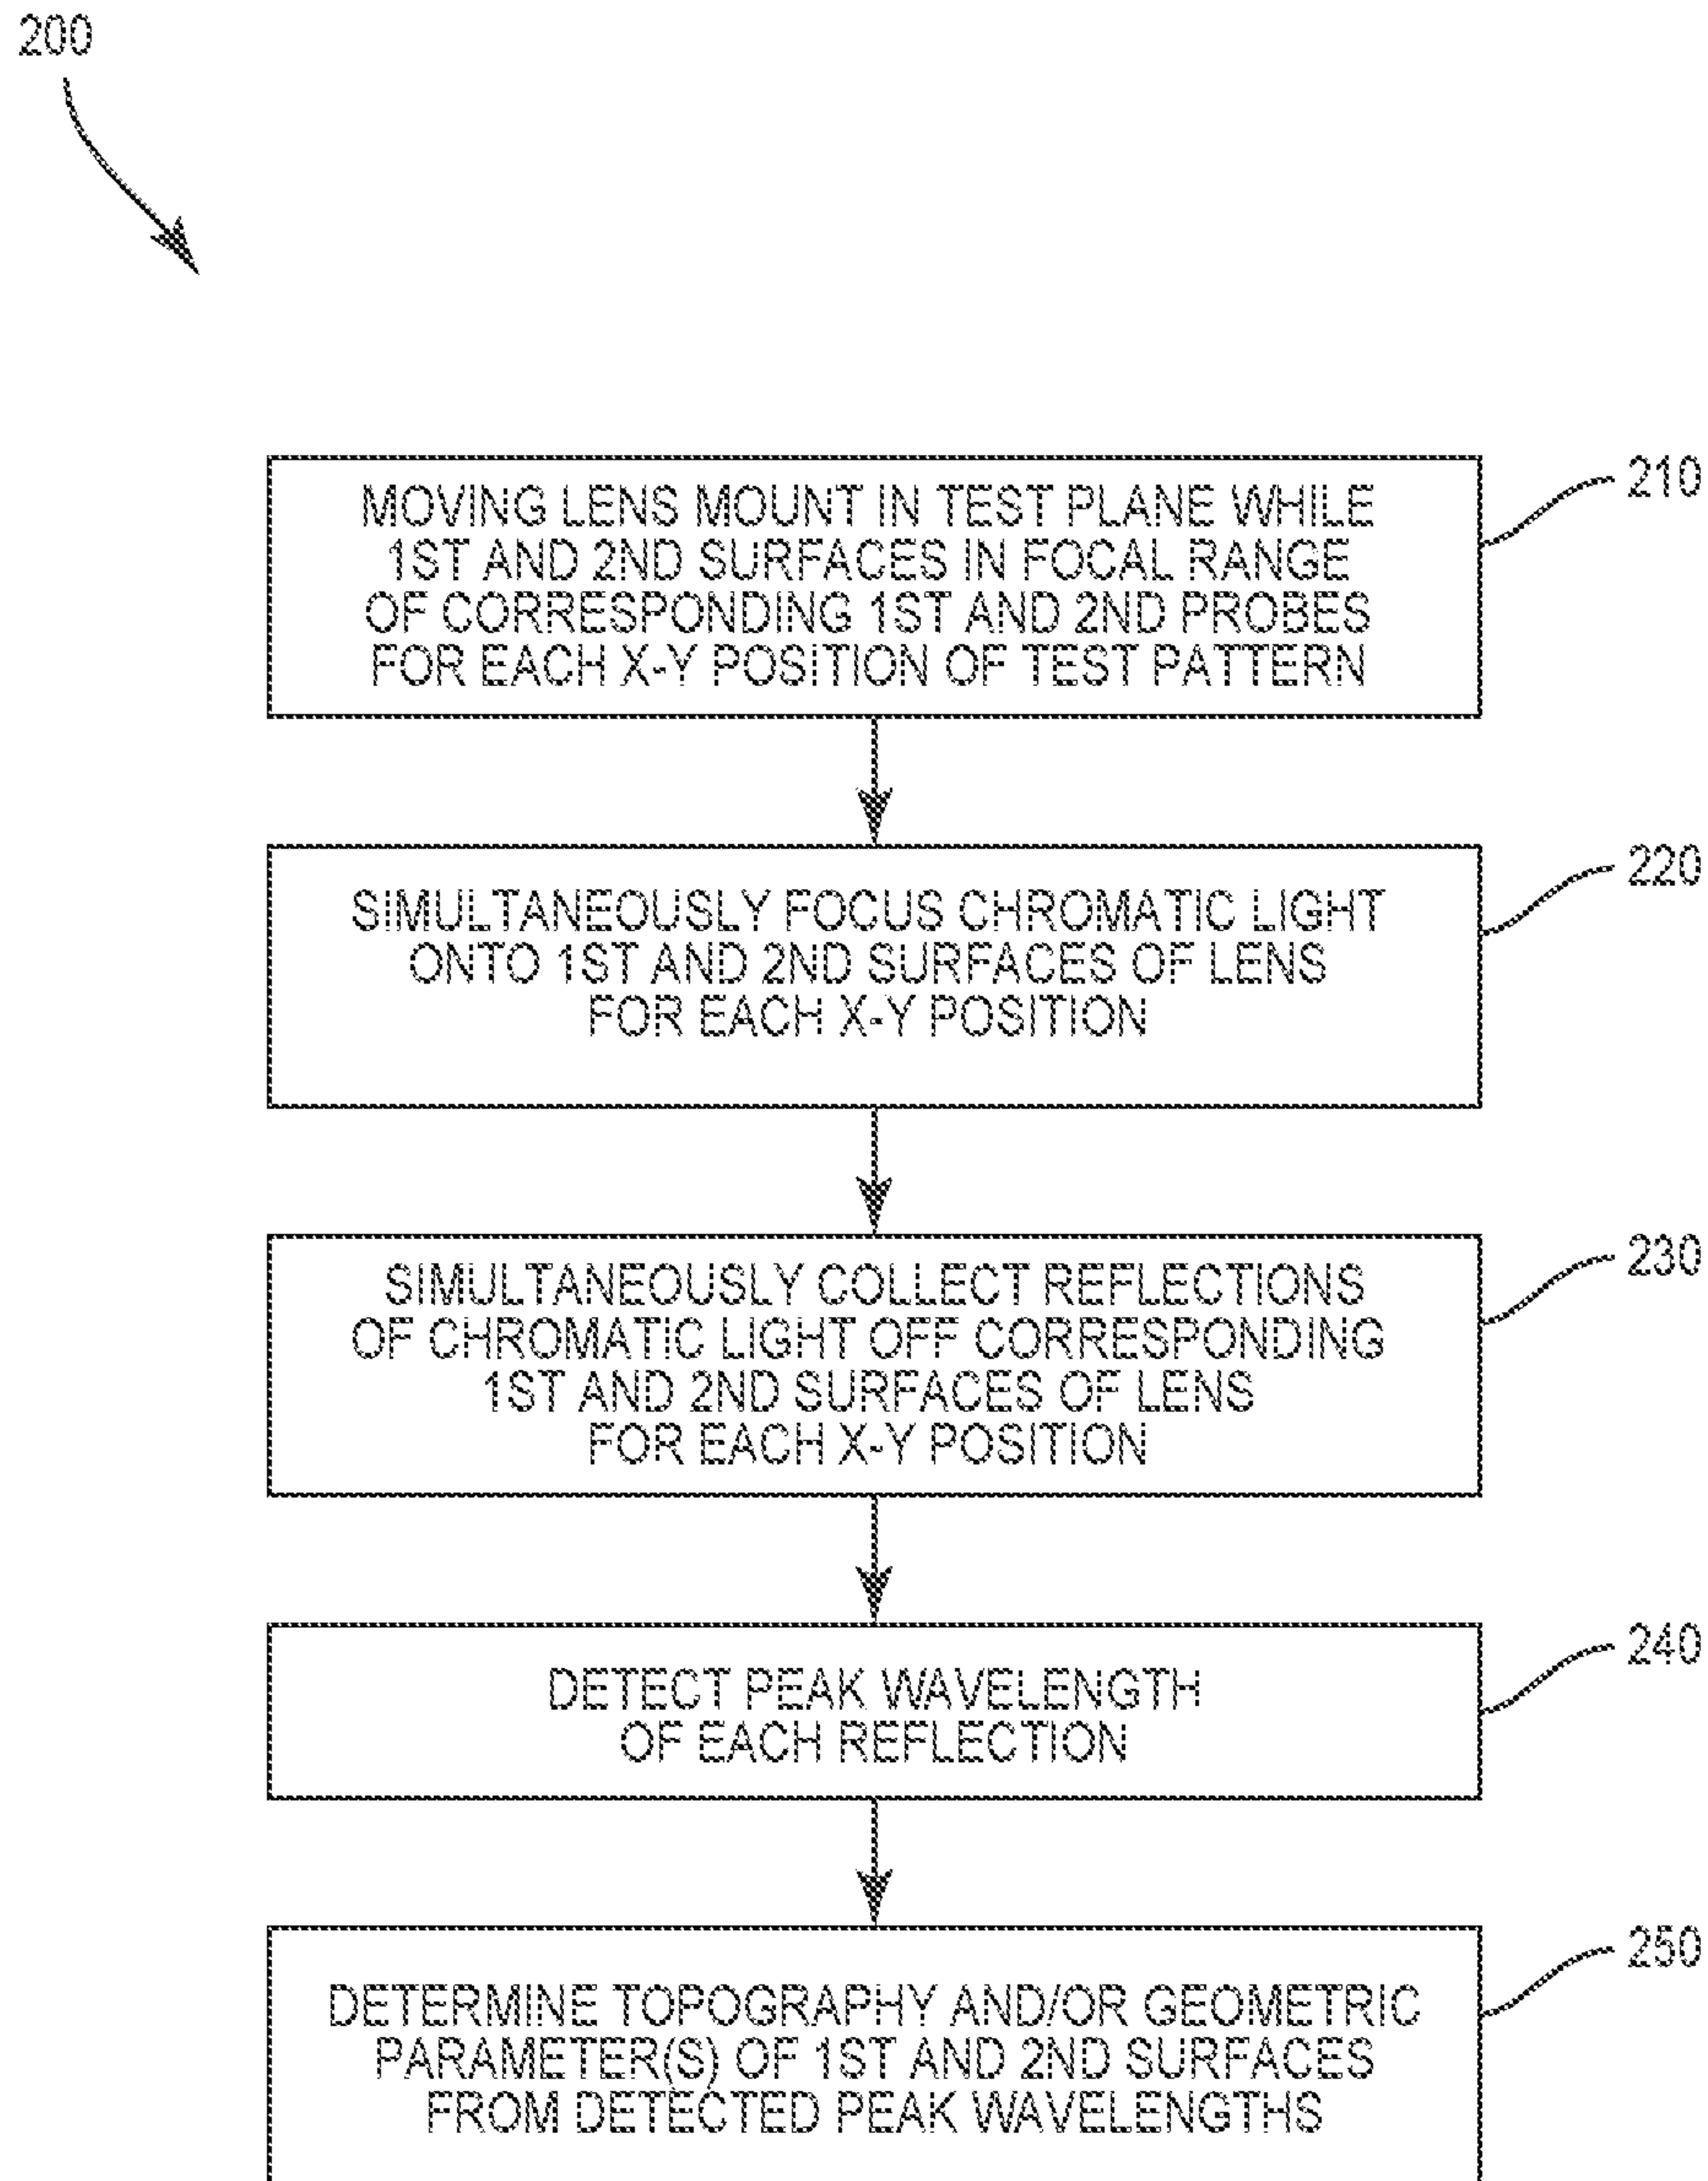 200
MOVING LENS MOUNT IN TEST PLANE WHILE
1ST AND 2ND SURFACES IN FOCAL RANGE
OF CORRESPONDING 1ST AND 2ND PROBES
FOR EACH X-Y POSITION OF TEST PATTERN
210
SIMULTANEOUSLY FOCUS CHROMATIC LIGHT
ONTO 1ST AND 2ND SURFACES OF LENS
FOR EACH X-Y POSITION
220
SIMULTANEOUSLY COLLECT REFLECTIONS
OF CHROMATIC LIGHT OFF CORRESPONDING
1ST AND 2ND SURFACES OF LENS
FOR EACH X-Y POSITION
230
DETECT PEAK WAVELENGTH
OF EACH REFLECTION
240
DETERMINE TOPOGRAPHY AND/OR GEOMETRIC
PARAMETER(S) OF 1ST AND 2ND SURFACES
FROM DETECTED PEAK WAVELENGTHS
250